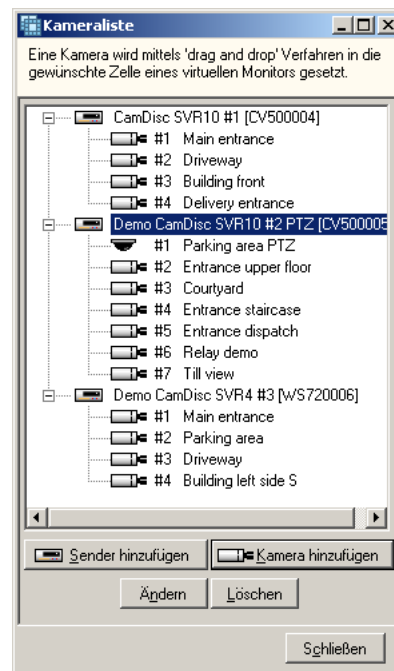 Kameraliste
Eine Kamera wird mittels 'drag and drop' Verfahren in die
gewünschte Zelle eines virtuellen Monitors gesetzt.
CamDisc SVR10 #1 [CV500004]
#1 Main entrance
#2 Driveway
#3 Building front
#4 Delivery entrance
Demo CamDisc SVR10 #2 PTZ [CV500005
#1 Parking area PTZ
#2 Entrance upper floor
#3 Courtyard
#4 Entrance staircase
#5 Entrance dispatch
#6 Relay demo
#7 Till view
Demo CamDisc SVR4 #3 [WS720006]
#1 Main entrance
#2 Parking area
#3 Driveway
#4 Building left side S
Sender hinzufügen Kamera hinzufügen
Ändern Löschen
Schließen